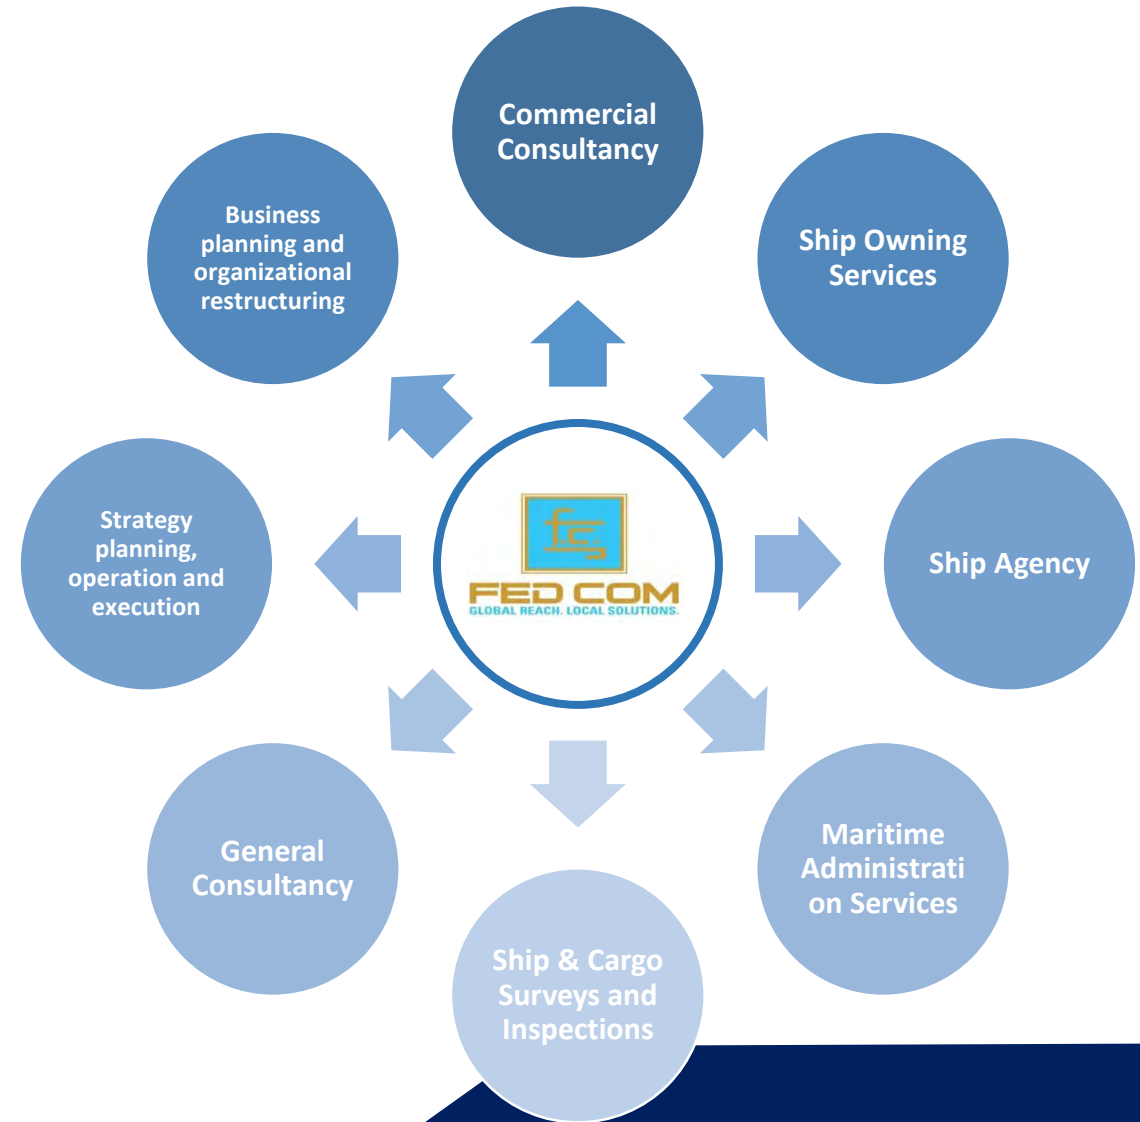 Commercial
Consultancy
Ship Owning
Services
Ship Agency
Maritime
Administrati
on Services
Ship & Cargo
Surveys and
Inspections
General
Consultancy
Strategy
planning,
operation and
execution
Business
planning and
organizational
restructuring
f.c.s
FED COM
GLOBAL REACH. LOCAL SOLUTIONS.